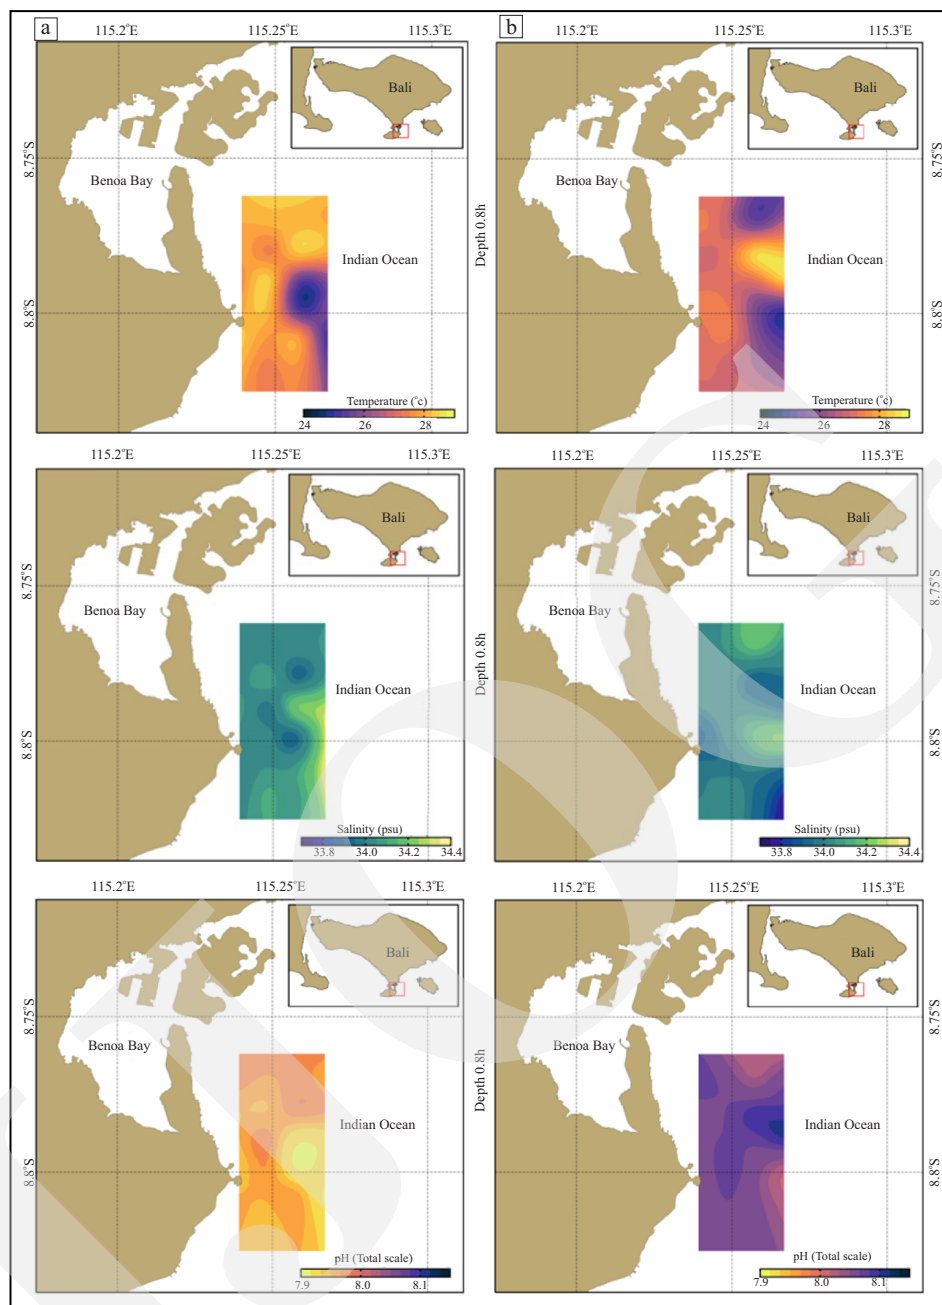 a
b
115.2°E 115.25°E 115.3°E
115.2°E 115.25°E 115.3°E
Bali
Bali
8.75°S
8.75°S
Benoa Bay
Benoa Bay
Depth 0.8h
Indian Ocean
Indian Ocean
8.8°S
8.8°S
Temperature (°c)
24 26 28
Temperature (°c)
24 26 28
115.2°E 115.25°E 115.3°E
115.2°E 115.25°E 115.3°E
Bali
Bali
8.75°S
8.75°S
Benoa Bay
Benoa Bay
Depth 0.8h
Indian Ocean
Indian Ocean
8.8°S
8.8°S
Salinity (psu)
33.8 34.0 34.2 34.4
Salinity (psu)
33.8 34.0 34.2 34.4
115.2°E 115.25°E 115.3°E
115.2°E 115.25°E 115.3°E
Bali
Bali
8.75°S
8.75°S
Benoa Bay
Benoa Bay
Depth 0.8h
Indian Ocean
Indian Ocean
8.8°S
8.8°S
pH (Total scale)
7.9 8.0 8.1
pH (Total scale)
7.9 8.0 8.1